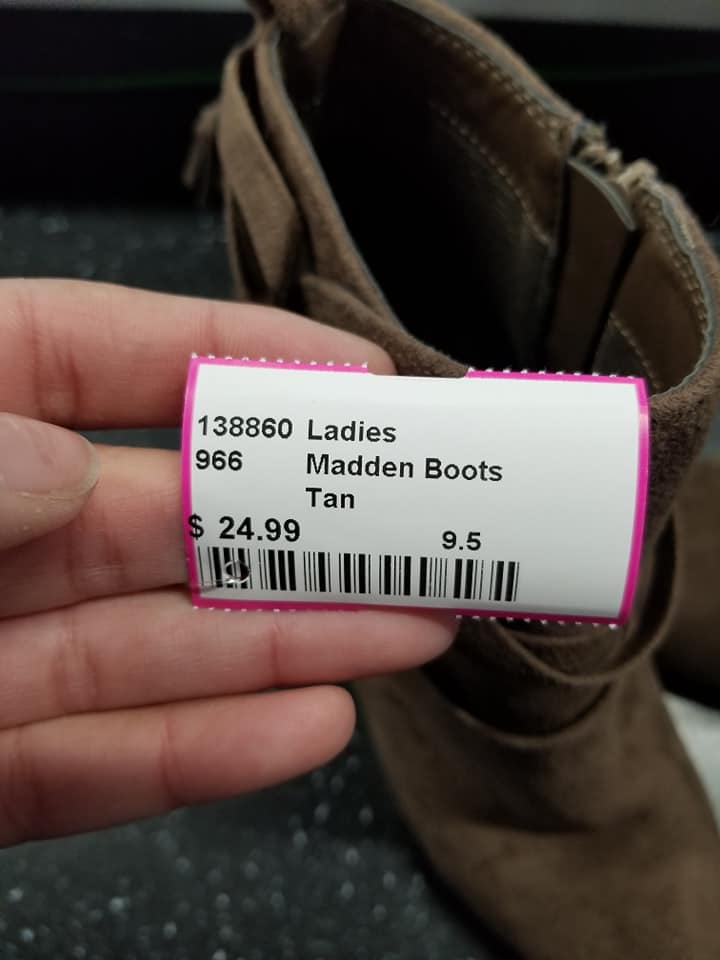 138860 Ladies
966 Madden Boots
Tan
$ 24.99 9.5